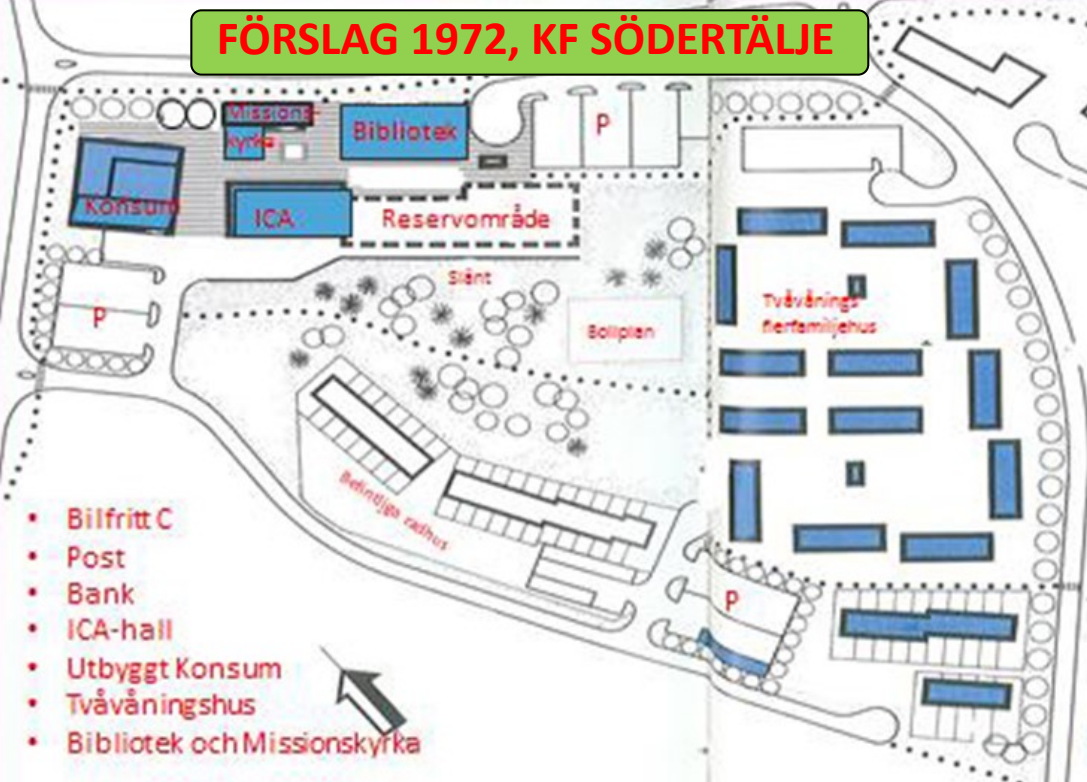 FÖRSLAG 1972, KF SÖDERTÄLJE
Missions-
kyrka
Bibliotek
P
Konsum
ICA
Reservområde
Slänt
P
Bollplan
Tvåvånings
flerfamiljehus
Befintliga radhus
P
• Bilfritt C
• Post
• Bank
• ICA-hall
• Utbyggt Konsum
• Tvåvåningshus
• Bibliotek och Missionskyrka